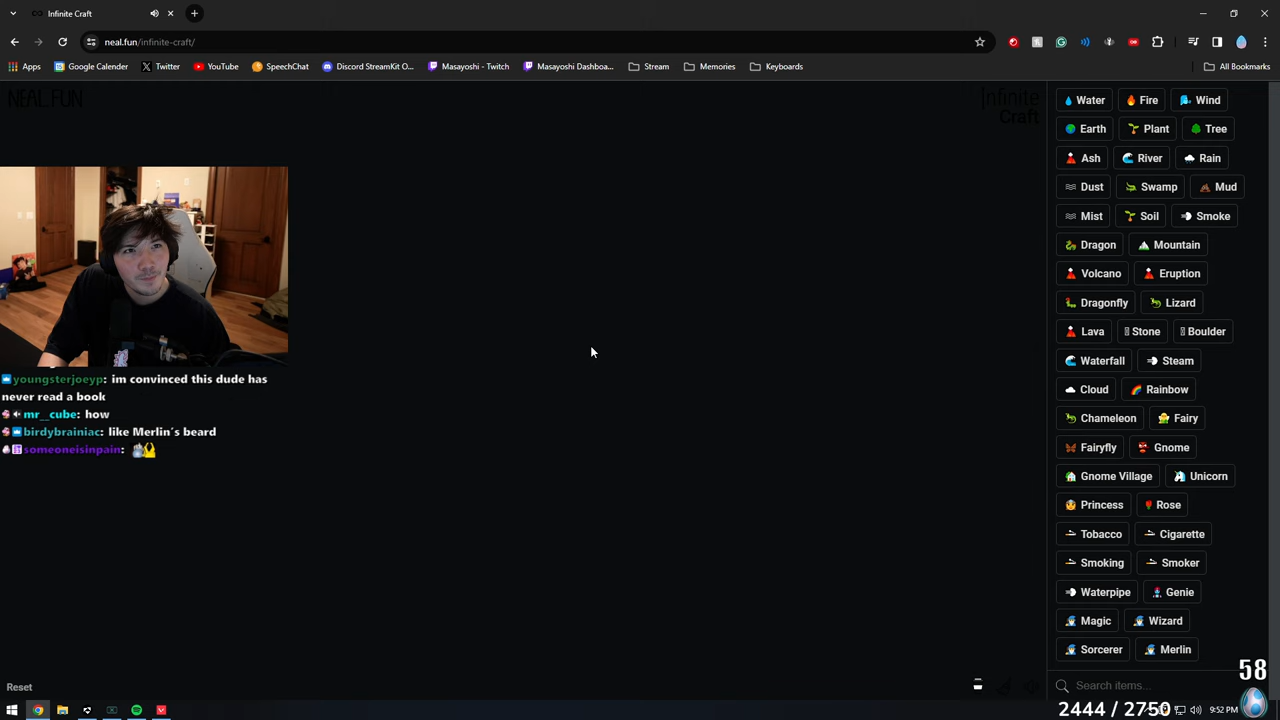 Infinite Craft
neal.fun/infinite-craft/
Apps
Google Calender
Twitter
YouTube
SpeechChat
Discord StreamKit O...
Masayoshi - Twitch
Masayoshi Dashboa...
Stream
Memories
Keyboards
All Bookmarks
NEAL.FUN
Infinite
Craft
Water
Fire
Wind
Earth
Plant
Tree
Ash
River
Rain
Dust
Swamp
Mud
Mist
Soil
Smoke
Dragon
Mountain
Volcano
Eruption
Dragonfly
Lizard
Lava
Stone
Boulder
Waterfall
Steam
Cloud
Rainbow
Chameleon
Fairy
Fairyfly
Gnome
Gnome Village
Unicorn
Princess
Rose
Tobacco
Cigarette
Smoking
Smoker
Waterpipe
Genie
Magic
Wizard
Sorcerer
Merlin
youngsterjoeyp: im convinced this dude has
never read a book
mr__cube: how
birdybrainiac: like Merlin's beard
someoneisinpain:
58
Reset
Search items...
2444 / 2750
9:52 PM